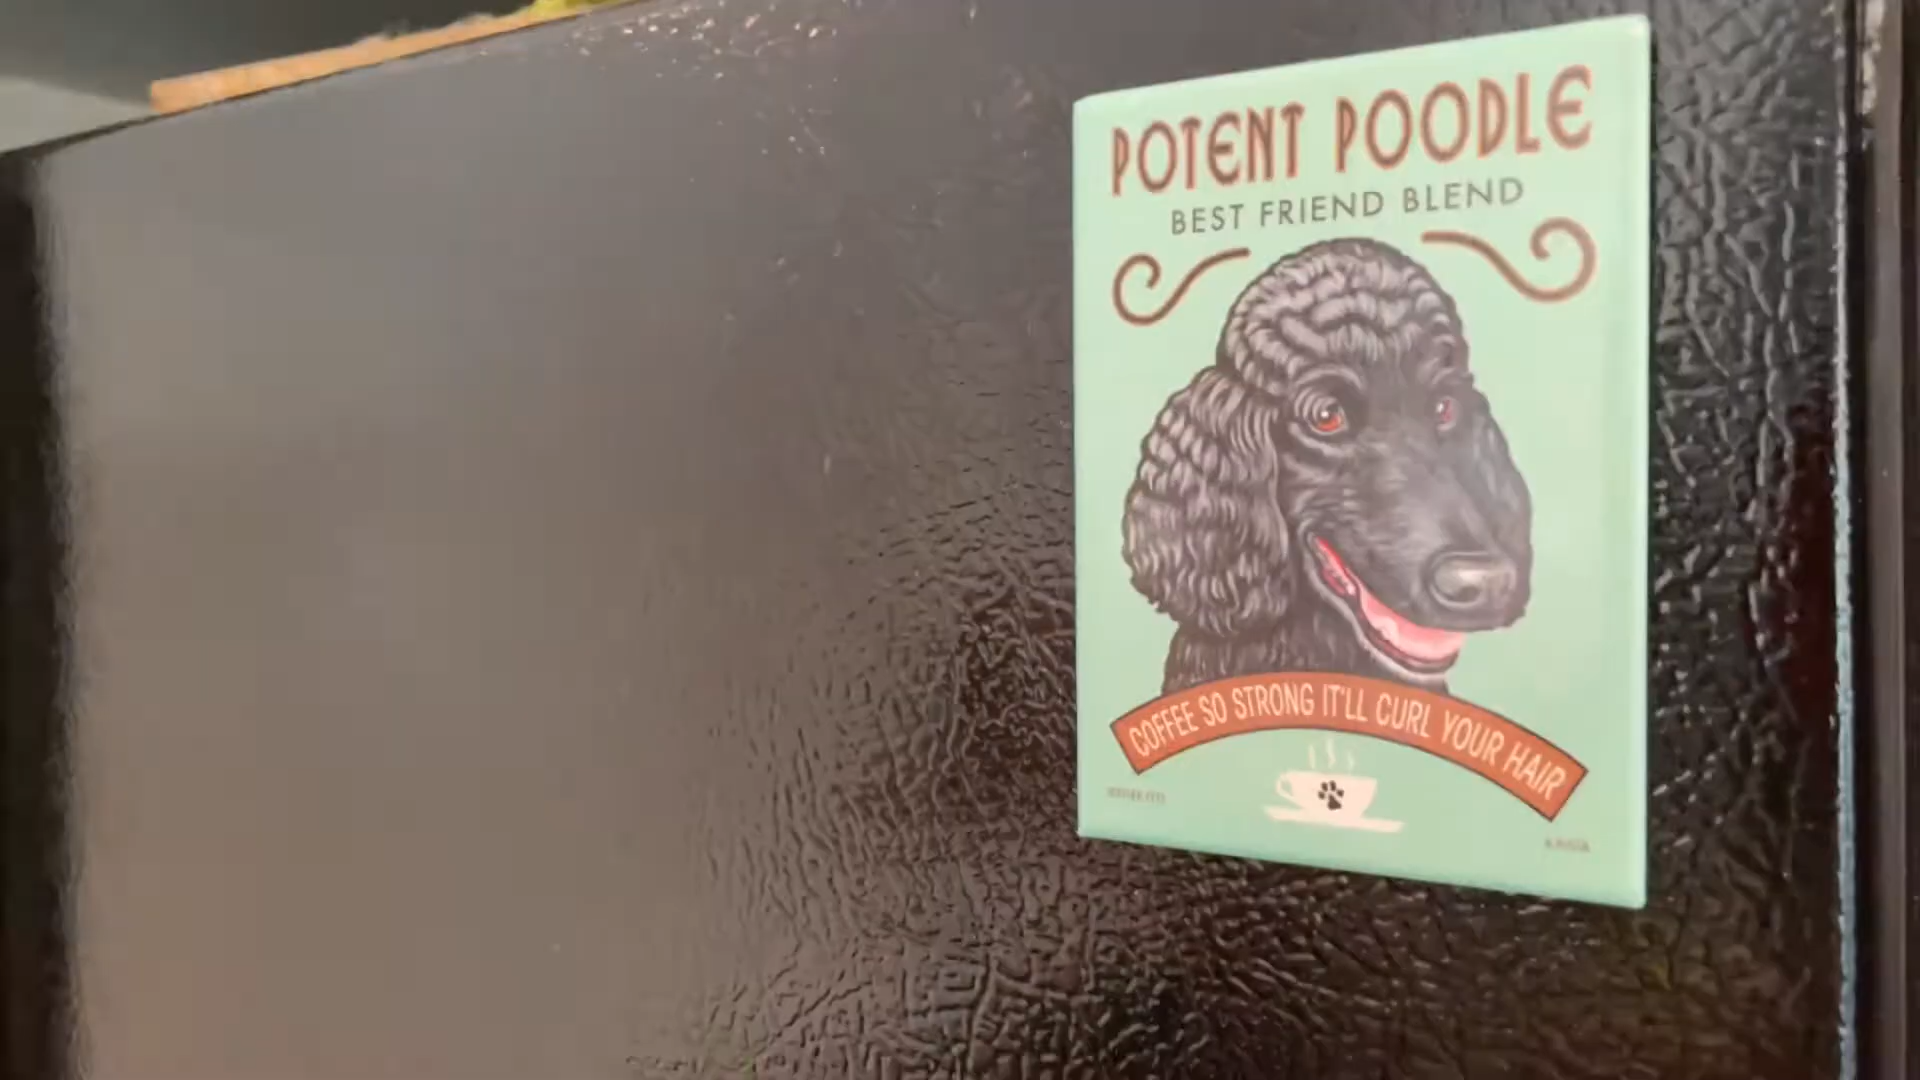 POTENT POODLE
BEST FRIEND BLEND
COFFEE SO STRONG IT'LL CURL YOUR HAIR